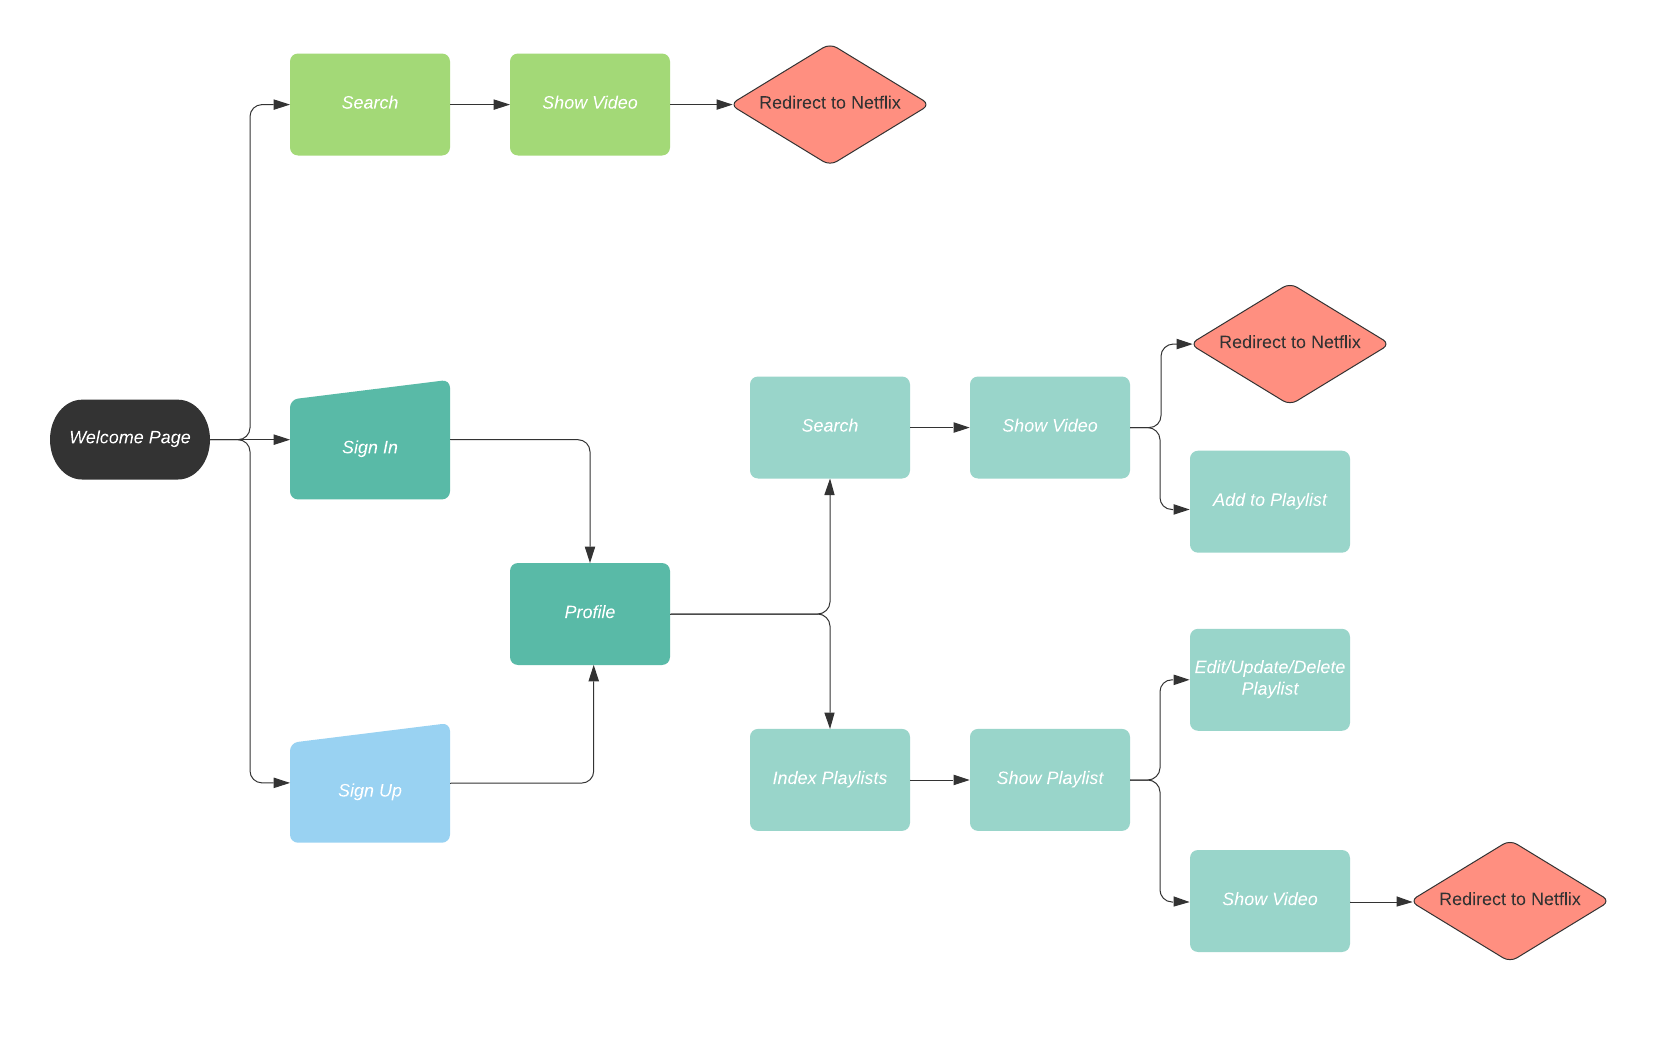 Search
Show Video
Redirect to Netflix
Redirect to Netflix
Welcome Page
Sign In
Search
Show Video
Add to Playlist
Profile
Edit/Update/Delete
Playlist
Sign Up
Index Playlists
Show Playlist
Show Video
Redirect to Netflix